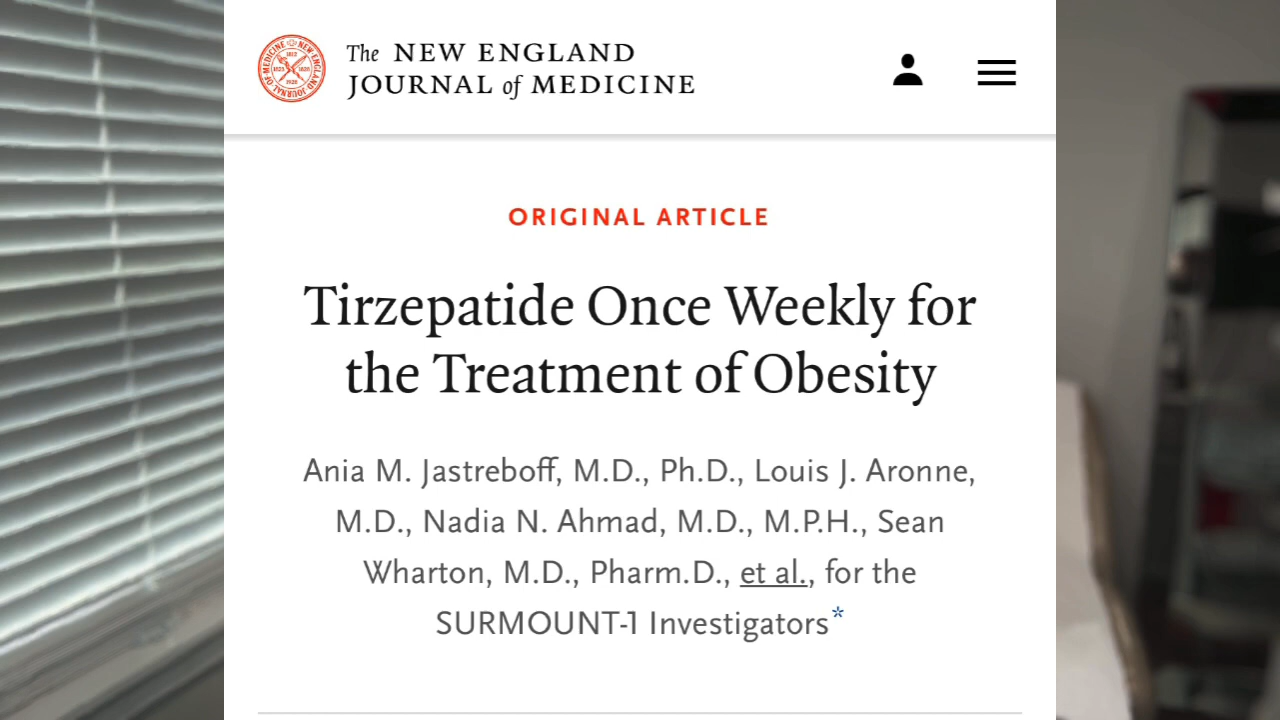 The NEW ENGLAND
JOURNAL of MEDICINE
ORIGINAL ARTICLE
Tirzepatide Once Weekly for
the Treatment of Obesity
Ania M. Jastreboff, M.D., Ph.D., Louis J. Aronne,
M.D., Nadia N. Ahmad, M.D., M.P.H., Sean
Wharton, M.D., Pharm.D., et al., for the
SURMOUNT-1 Investigators*